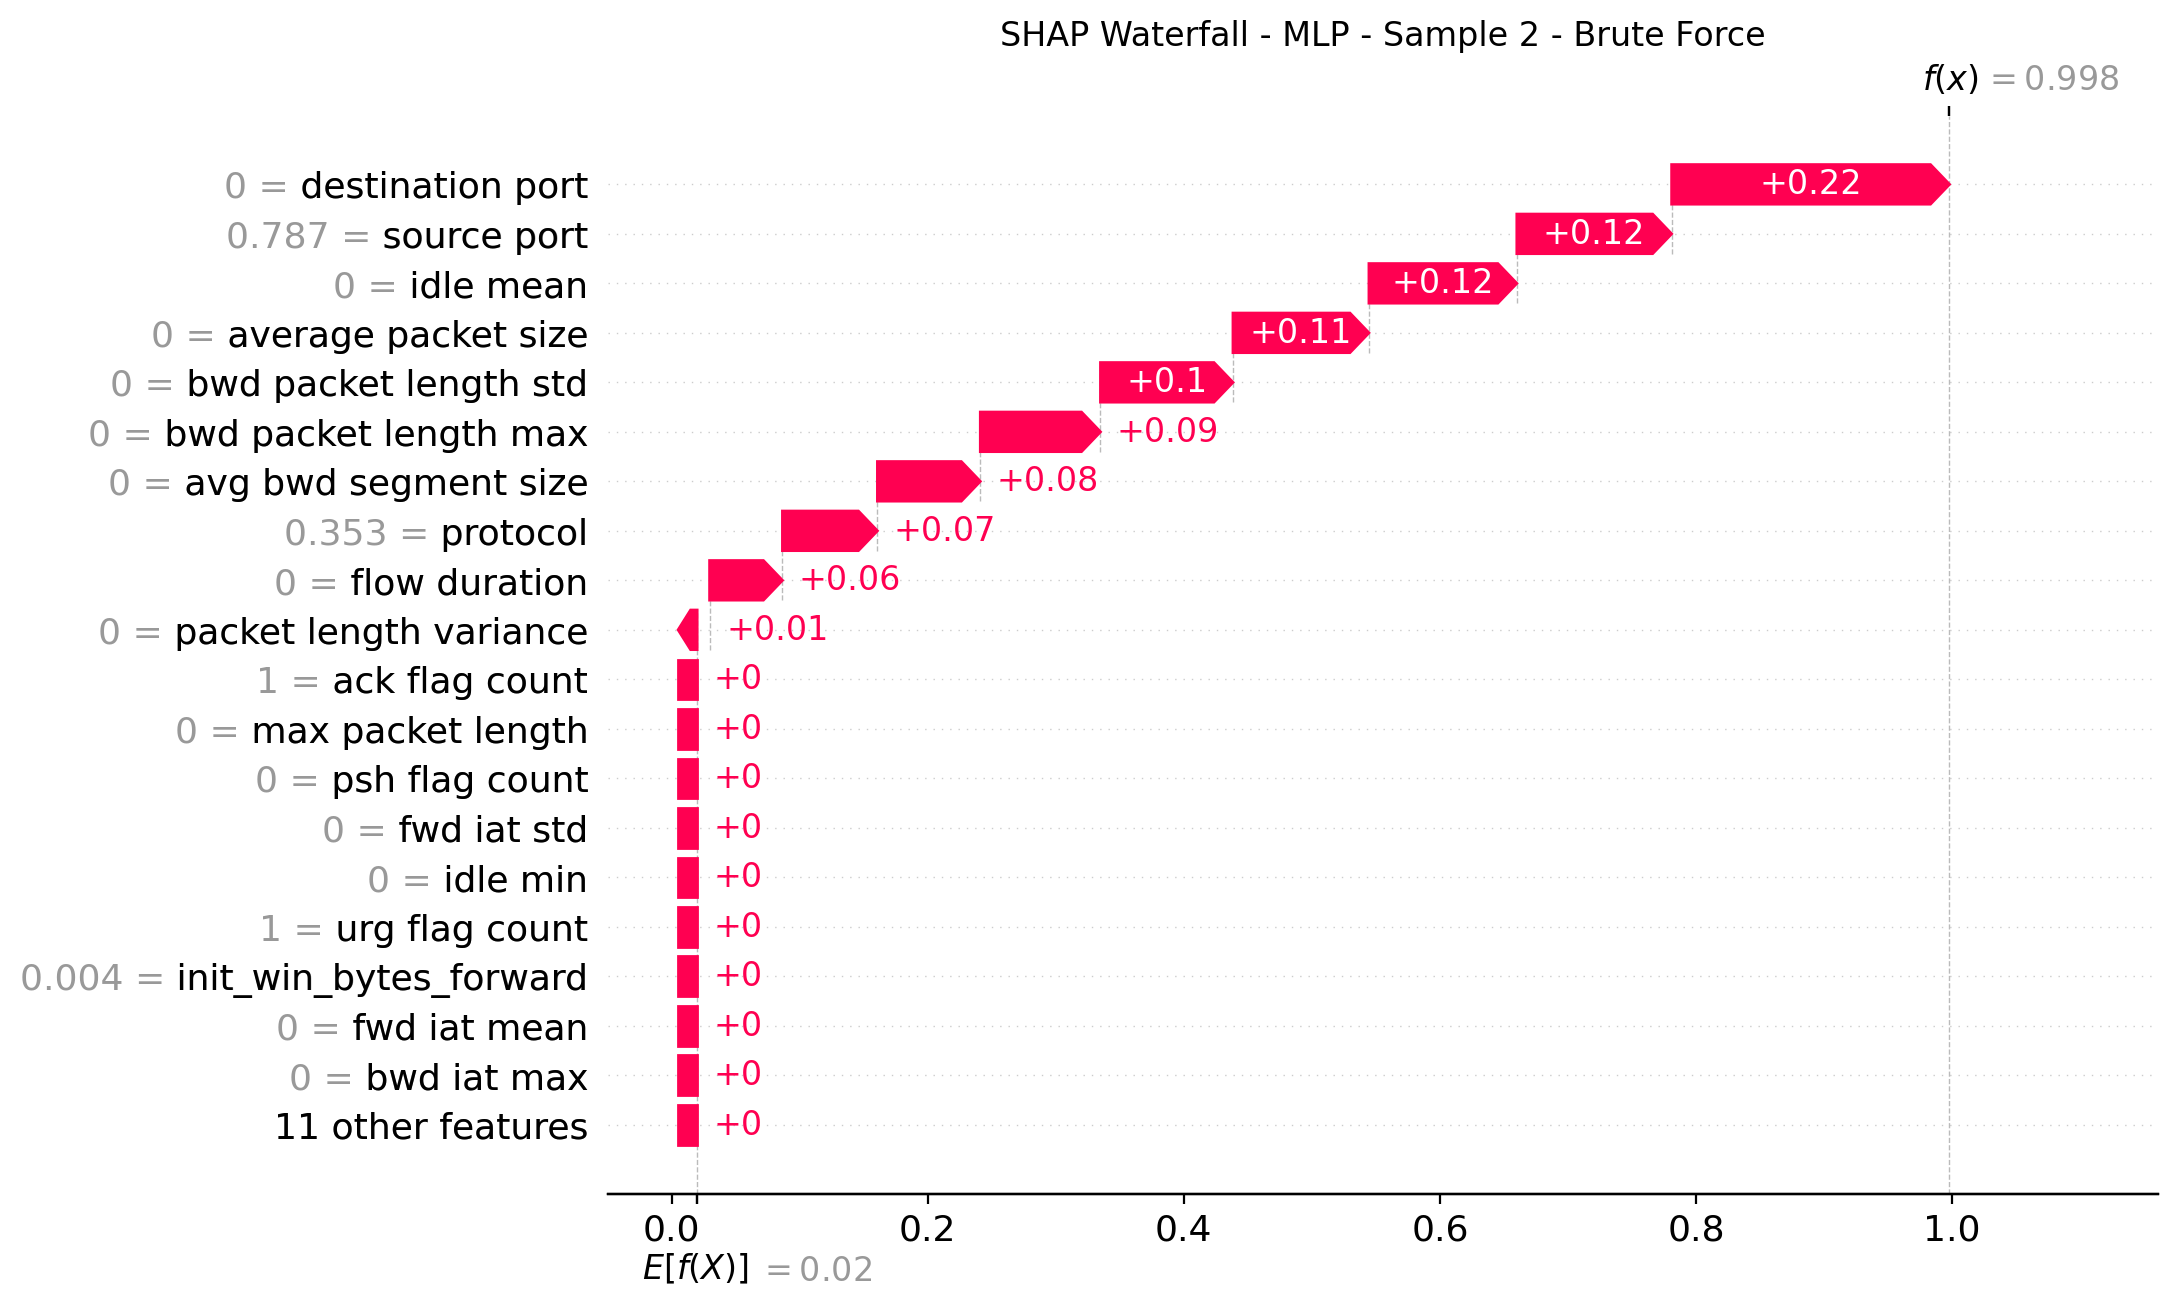 SHAP Waterfall - MLP - Sample 2 - Brute Force
f(x) = 0.998
0 = destination port +0.22
0.787 = source port +0.12
0 = idle mean +0.12
0 = average packet size +0.11
0 = bwd packet length std +0.1
0 = bwd packet length max +0.09
0 = avg bwd segment size +0.08
0.353 = protocol +0.07
0 = flow duration +0.06
0 = packet length variance +0.01
1 = ack flag count +0
0 = max packet length +0
0 = psh flag count +0
0 = fwd iat std +0
0 = idle min +0
1 = urg flag count +0
0.004 = init_win_bytes_forward +0
0 = fwd iat mean +0
0 = bwd iat max +0
11 other features +0
0.0 0.2 0.4 0.6 0.8 1.0
E[f(X)] = 0.02